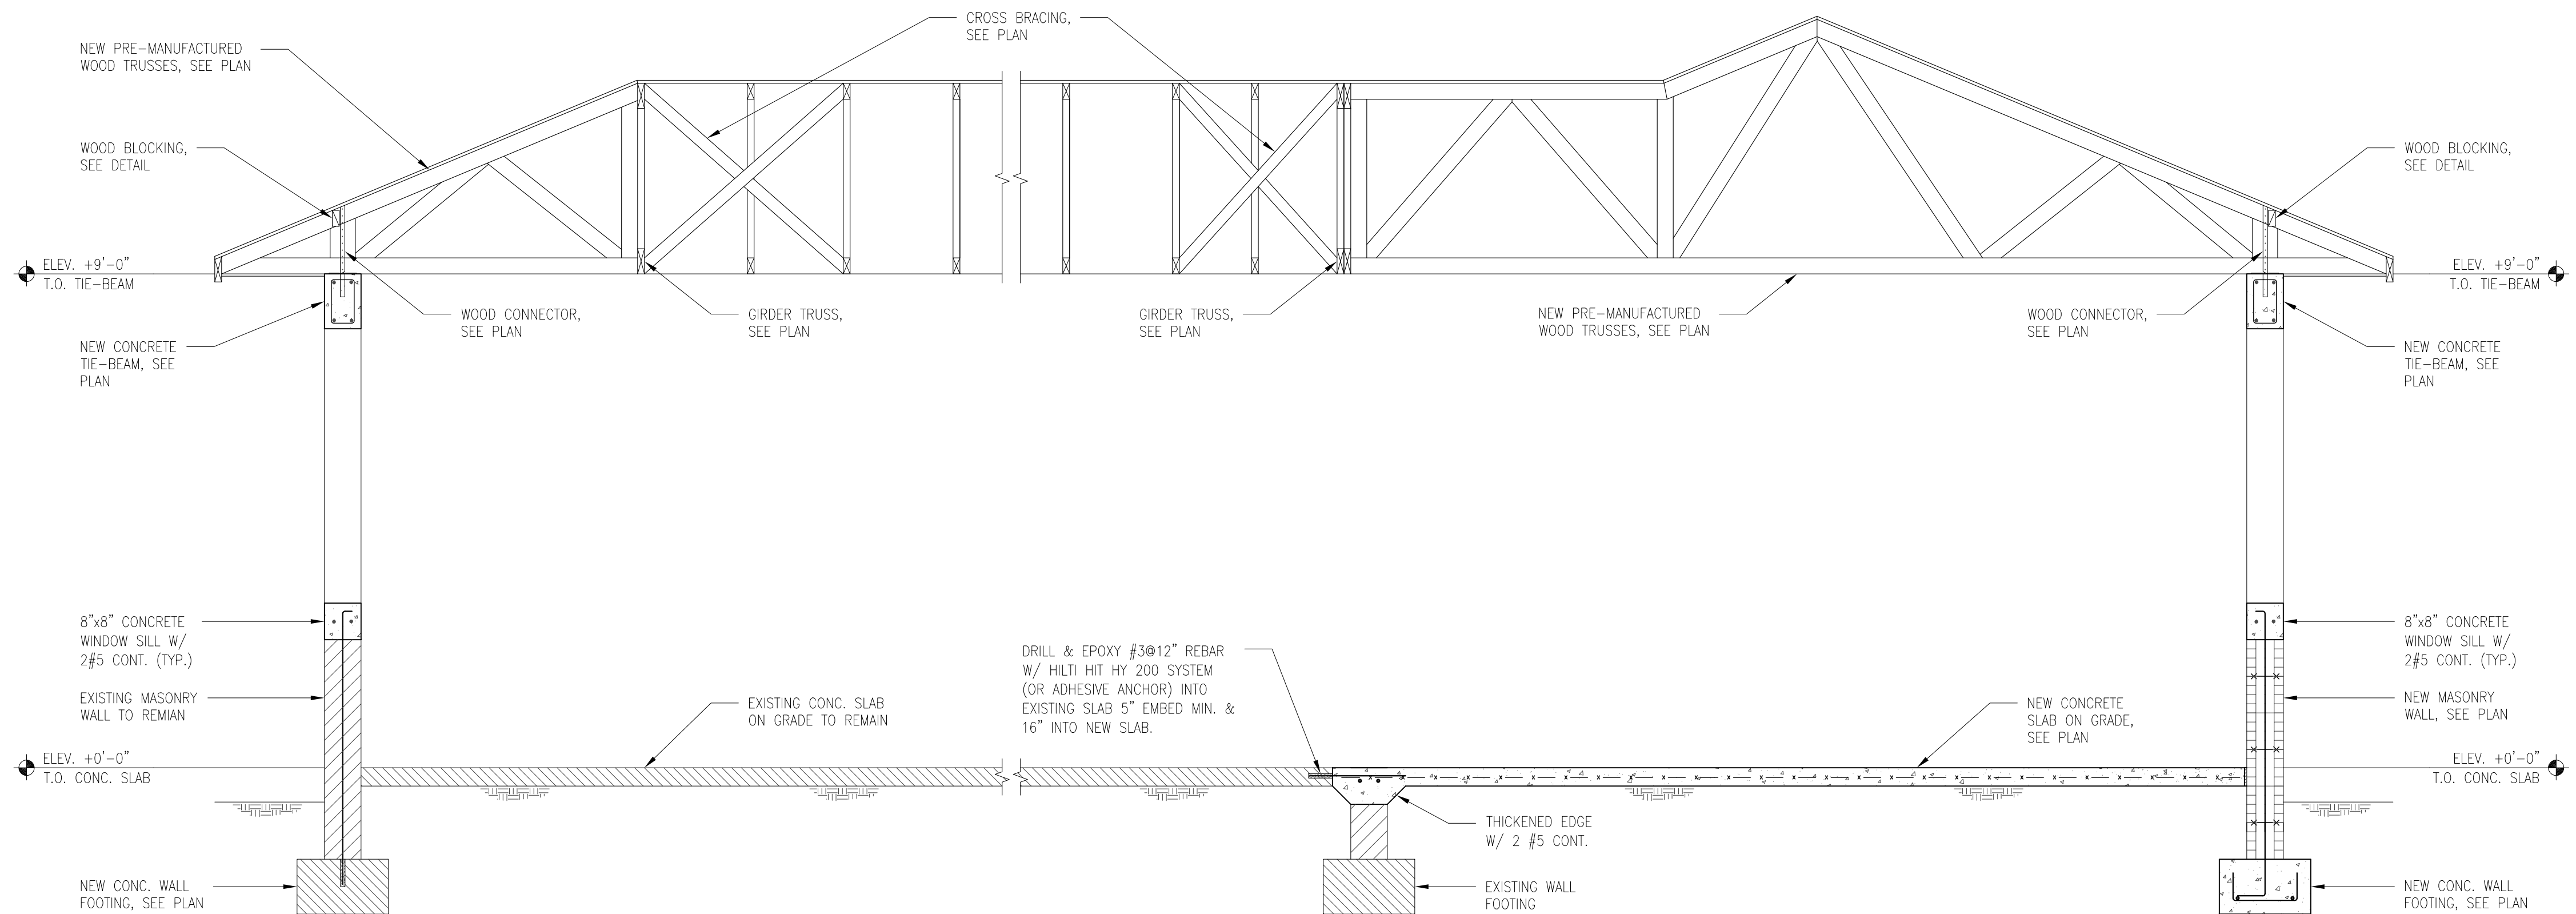 CROSS BRACING,
SEE PLAN
NEW PRE-MANUFACTURED
WOOD TRUSSES, SEE PLAN
WOOD BLOCKING,
SEE DETAIL
WOOD BLOCKING,
SEE DETAIL
ELEV. +9'-0"
T.O. TIE-BEAM
ELEV. +9'-0"
T.O. TIE-BEAM
WOOD CONNECTOR,
SEE PLAN
GIRDER TRUSS,
SEE PLAN
GIRDER TRUSS,
SEE PLAN
NEW PRE-MANUFACTURED
WOOD TRUSSES, SEE PLAN
WOOD CONNECTOR,
SEE PLAN
NEW CONCRETE
TIE-BEAM, SEE
PLAN
NEW CONCRETE
TIE-BEAM, SEE
PLAN
8"x8" CONCRETE
WINDOW SILL W/
2#5 CONT. (TYP.)
EXISTING MASONRY
WALL TO REMIAN
EXISTING CONC. SLAB
ON GRADE TO REMAIN
DRILL & EPOXY #3@12" REBAR
W/ HILTI HIT HY 200 SYSTEM
(OR ADHESIVE ANCHOR) INTO
EXISTING SLAB 5" EMBED MIN. &
16" INTO NEW SLAB.
NEW CONCRETE
SLAB ON GRADE,
SEE PLAN
8"x8" CONCRETE
WINDOW SILL W/
2#5 CONT. (TYP.)
NEW MASONRY
WALL, SEE PLAN
ELEV. +0'-0"
T.O. CONC. SLAB
ELEV. +0'-0"
T.O. CONC. SLAB
THICKENED EDGE
W/ 2 #5 CONT.
NEW CONC. WALL
FOOTING, SEE PLAN
EXISTING WALL
FOOTING
NEW CONC. WALL
FOOTING, SEE PLAN